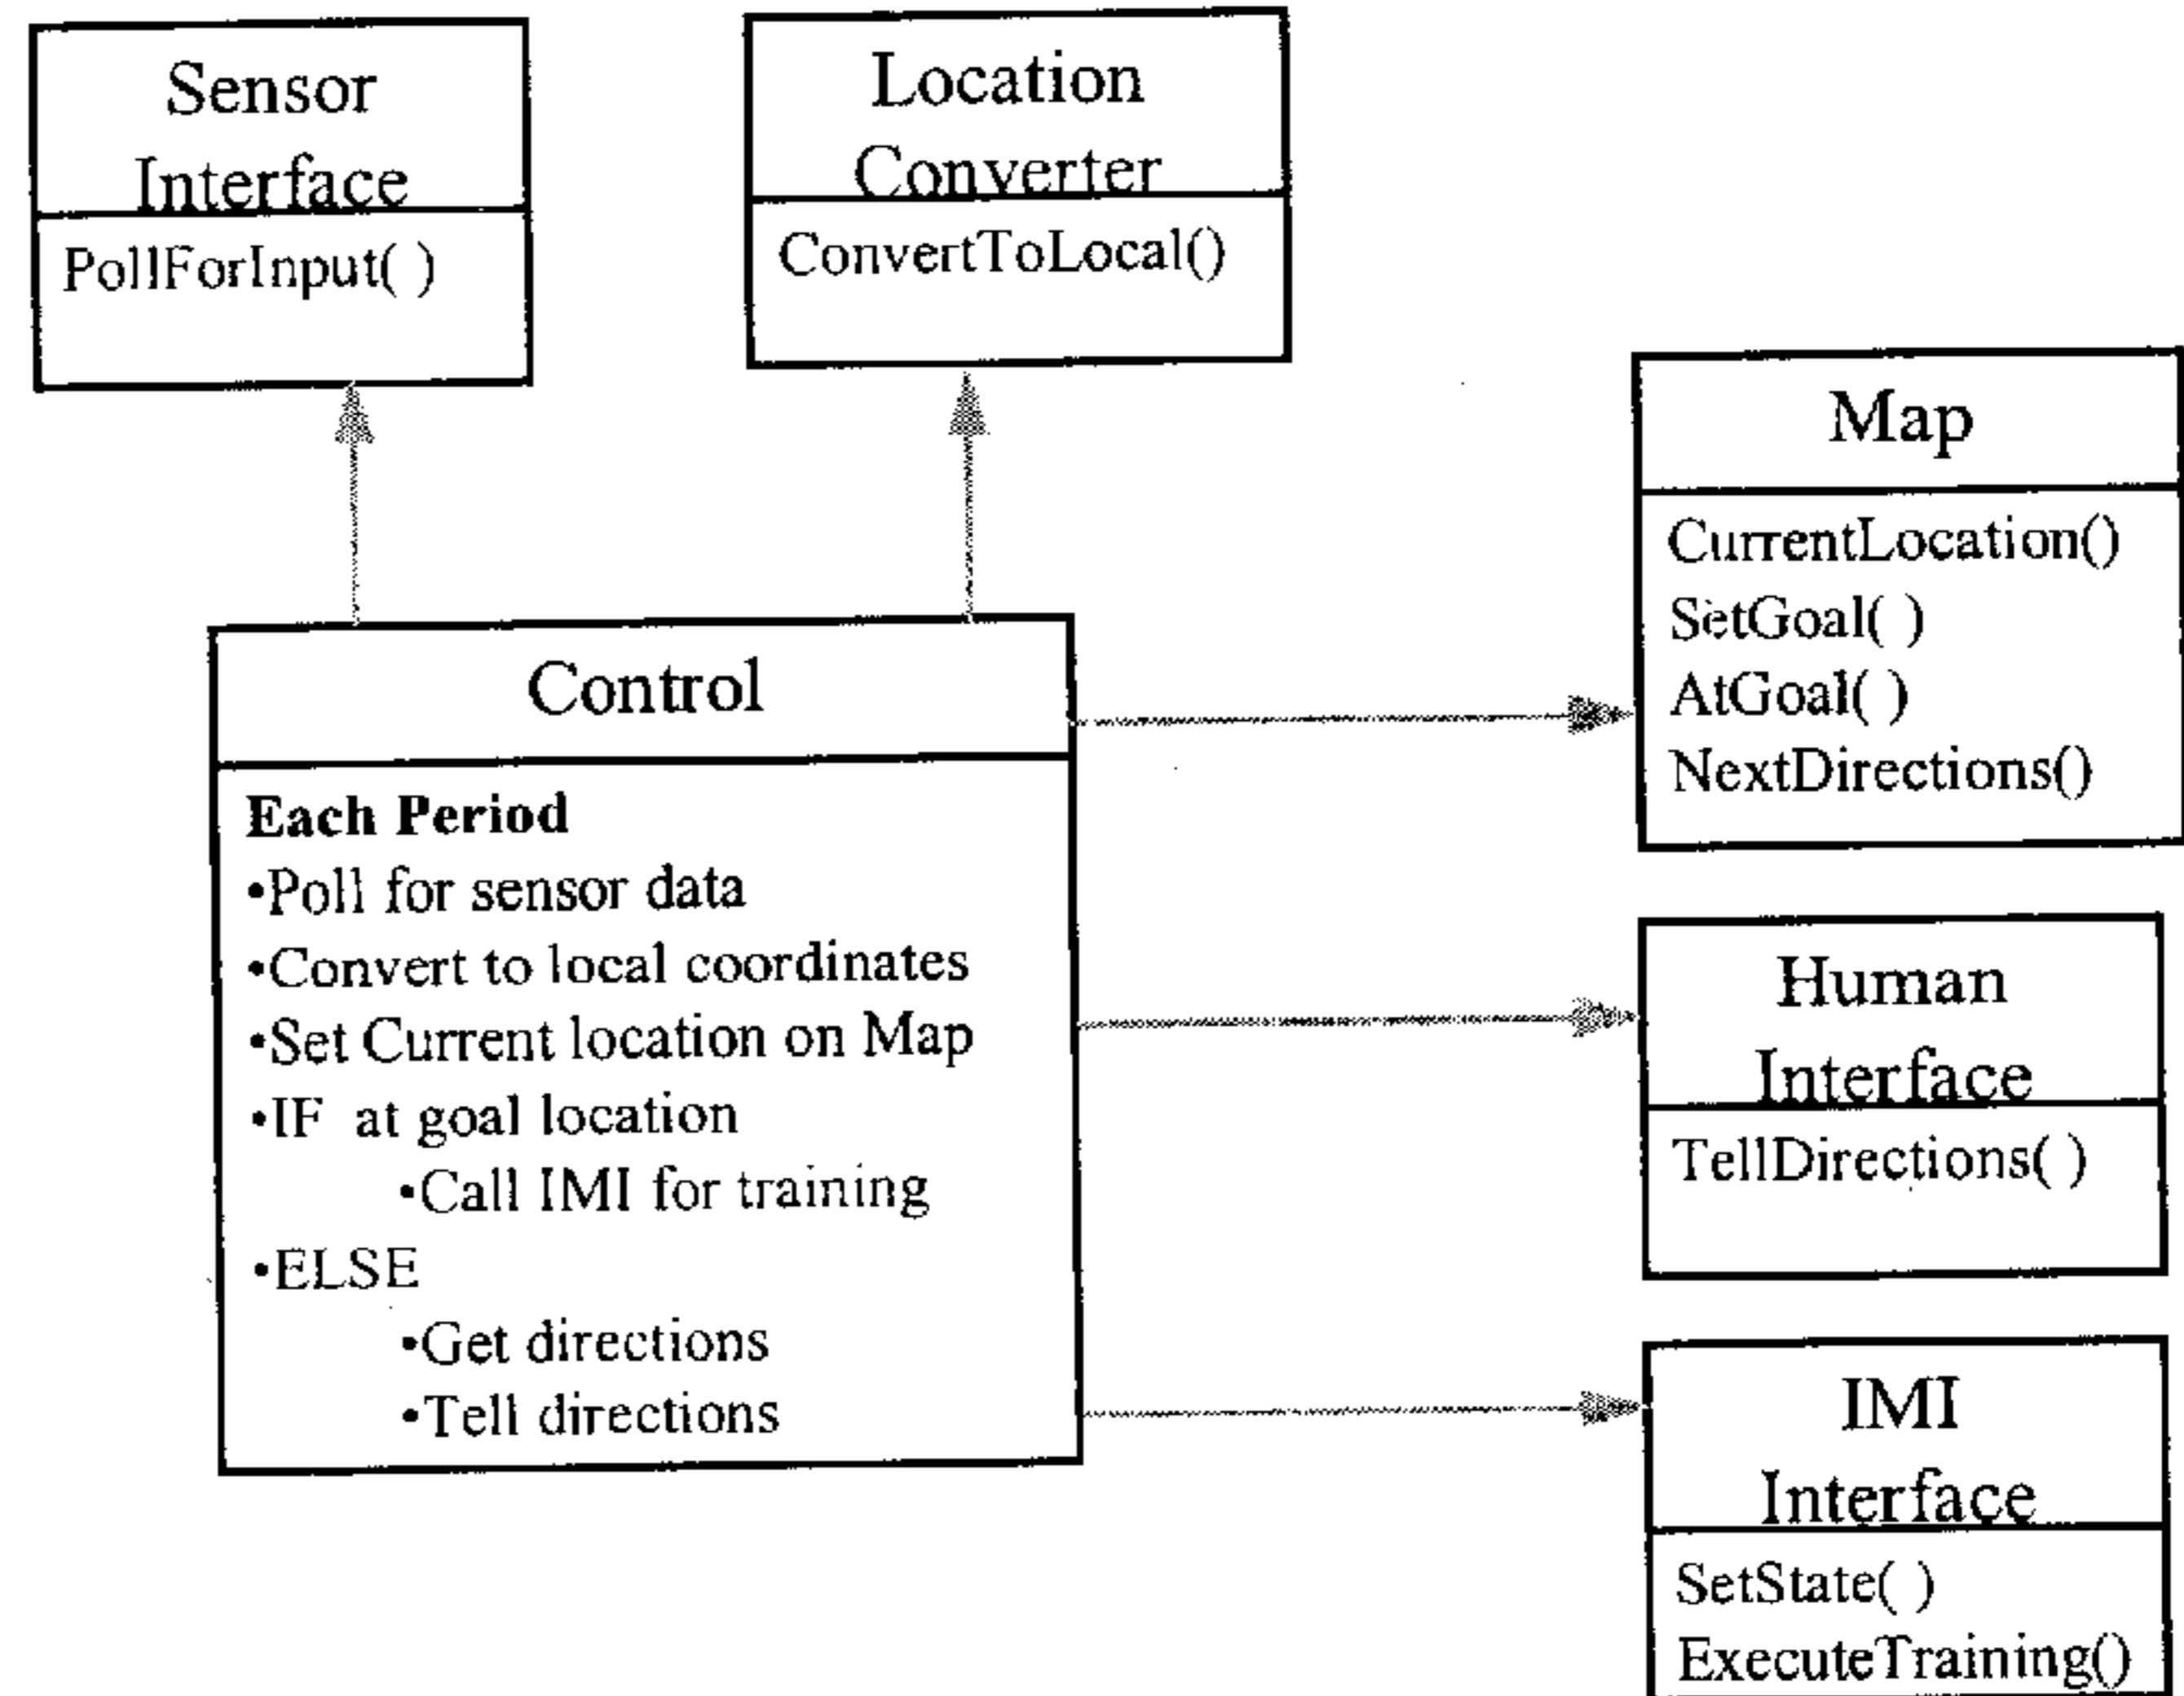 Sensor
Interface
PollForInput( )
Location
Converter
ConvertToLocal()
Map
CurrentLocation()
SetGoal( )
AtGoal( )
NextDirections()
Control
Each Period
•Poll for sensor data
•Convert to local coordinates
•Set Current location on Map
•IF at goal location
•Call IMI for training
•ELSE
•Get directions
•Tell directions
Human
Interface
TellDirections( )
IMI
Interface
SetState( )
ExecuteTraining()